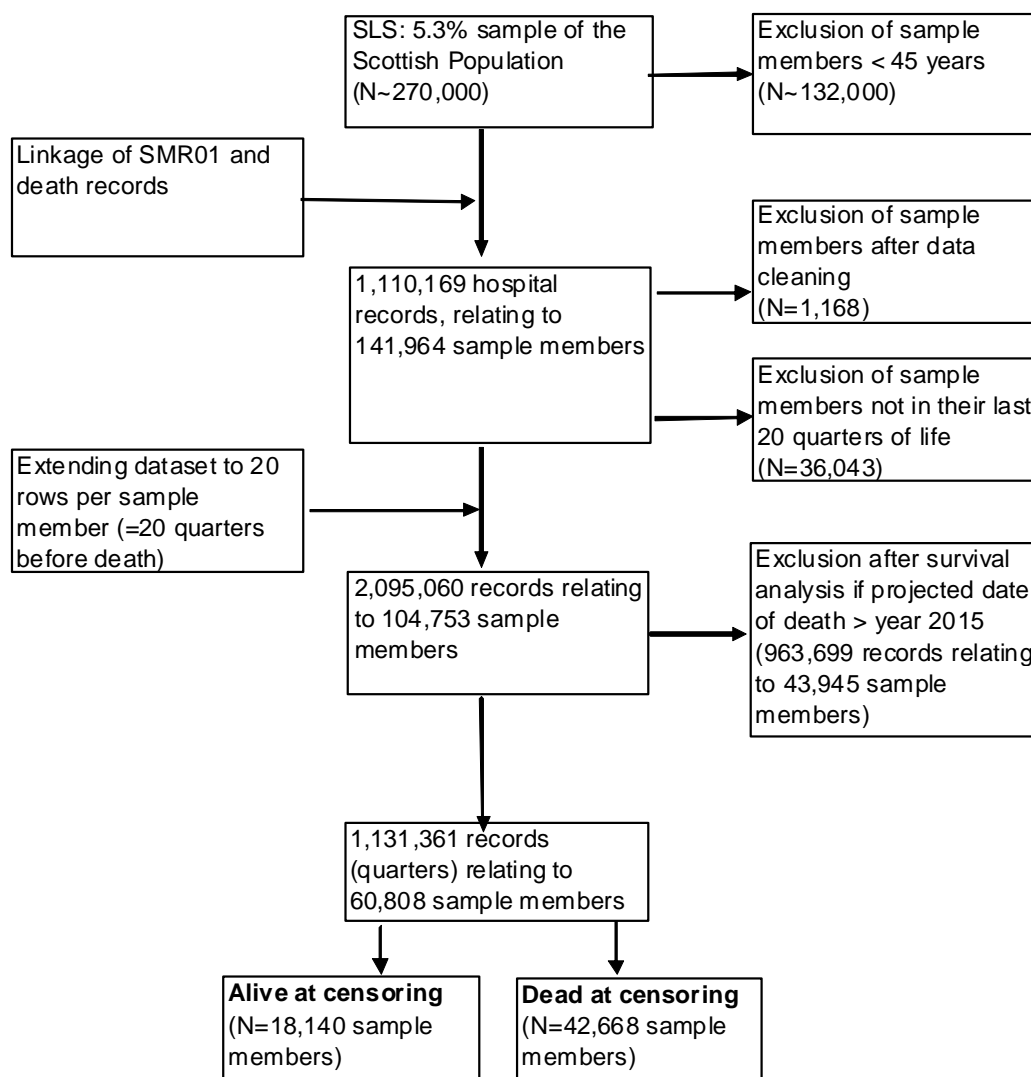 SLS: 5.3% sample of the
Scottish Population
(N~270,000)
Exclusion of sample
members < 45 years
(N~132,000)
Linkage of SMR01 and
death records
1,110,169 hospital
records, relating to
141,964 sample members
Exclusion of sample
members after data
cleaning
(N=1,168)
Exclusion of sample
members not in their last
20 quarters of life
(N=36,043)
Extending dataset to 20
rows per sample
member (=20 quarters
before death)
2,095,060 records relating
to 104,753 sample
members
Exclusion after survival
analysis if projected date
of death > year 2015
(963,699 records relating
to 43,945 sample
members)
1,131,361 records
(quarters) relating to
60,808 sample members
Alive at censoring
(N=18,140 sample
members)
Dead at censoring
(N=42,668 sample
members)